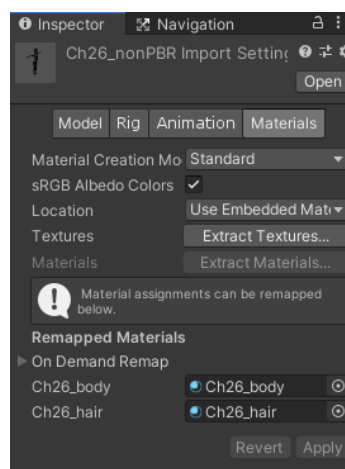 Inspector Navigation
Ch26_nonPBR Import Setting
Open
Model Rig Animation Materials
Material Creation Mo Standard
sRGB Albedo Colors
Location Use Embedded Mat
Textures Extract Textures...
Materials Extract Materials...
Material assignments can be remapped
below.
Remapped Materials
On Demand Remap
Ch26_body Ch26_body
Ch26_hair Ch26_hair
Revert Apply